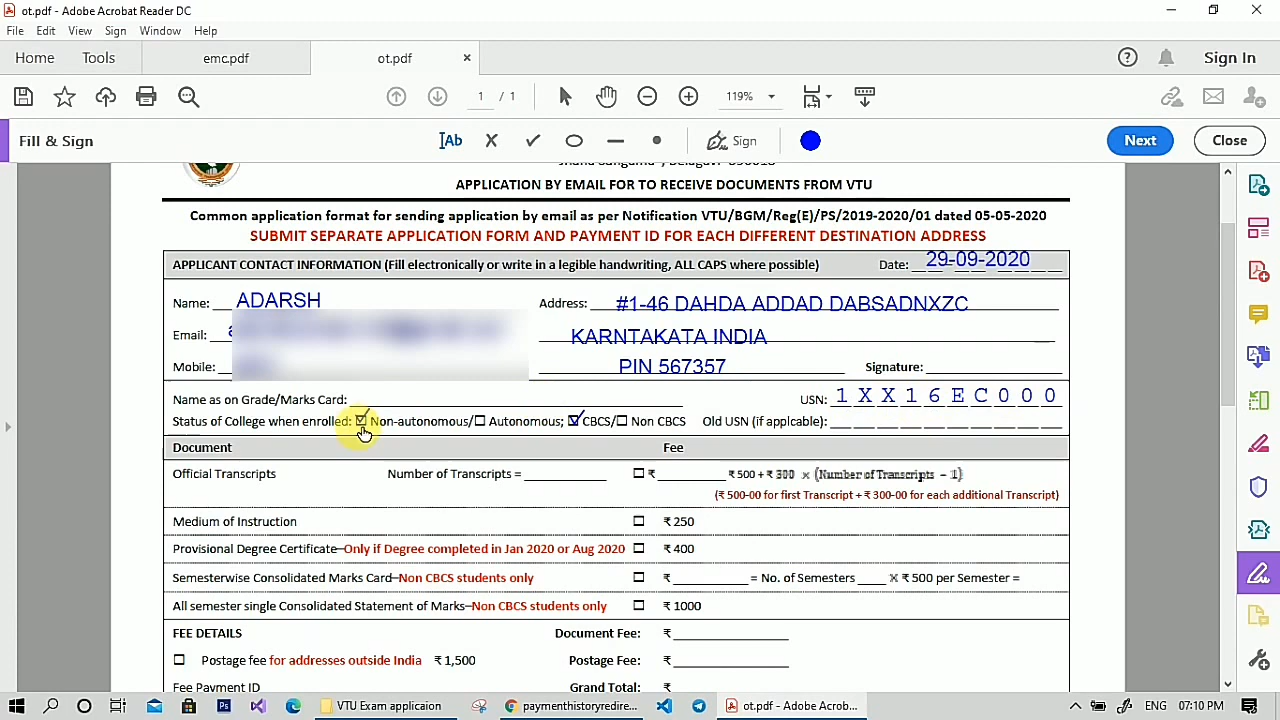 ot.pdf - Adobe Acrobat Reader DC
File Edit View Sign Window Help
Home Tools emc.pdf ot.pdf × Sign In
1 / 1 119%
Fill & Sign Ab Sign Next Close
APPLICATION BY EMAIL FOR TO RECEIVE DOCUMENTS FROM VTU
Common application format for sending application by email as per Notification VTU/BGM/Reg(E)/PS/2019-2020/01 dated 05-05-2020
SUBMIT SEPARATE APPLICATION FORM AND PAYMENT ID FOR EACH DIFFERENT DESTINATION ADDRESS
APPLICANT CONTACT INFORMATION (Fill electronically or write in a legible handwriting, ALL CAPS where possible) Date: 29-09-2020
Name: ADARSH Address: #1-46 DAHDA ADDAD DABSADNXZC
Email: KARNTAKATA INDIA
Mobile: PIN 567357 Signature:
Name as on Grade/Marks Card: USN: 1 X X 1 6 E C 0 0 0
Status of College when enrolled: ☑ Non-autonomous/☐ Autonomous; ☑ CBCS/☐ Non CBCS Old USN (if applcable):
Document Fee
Official Transcripts Number of Transcripts = ☐ ₹ ₹ 500 + ₹ 300 × (Number of Transcripts – 1)
(₹ 500-00 for first Transcript + ₹ 300-00 for each additional Transcript)
Medium of Instruction ☐ ₹ 250
Provisional Degree Certificate–Only if Degree completed in Jan 2020 or Aug 2020 ☐ ₹ 400
Semesterwise Consolidated Marks Card–Non CBCS students only ☐ ₹ = No. of Semesters × ₹ 500 per Semester =
All semester single Consolidated Statement of Marks–Non CBCS students only ☐ ₹ 1000
FEE DETAILS Document Fee: ₹
☐ Postage fee for addresses outside India ₹ 1,500 Postage Fee: ₹
Fee Payment ID Grand Total: ₹
VTU Exam applicaion paymenthistoryredire... ot.pdf - Adobe Acrob... ENG 07:10 PM